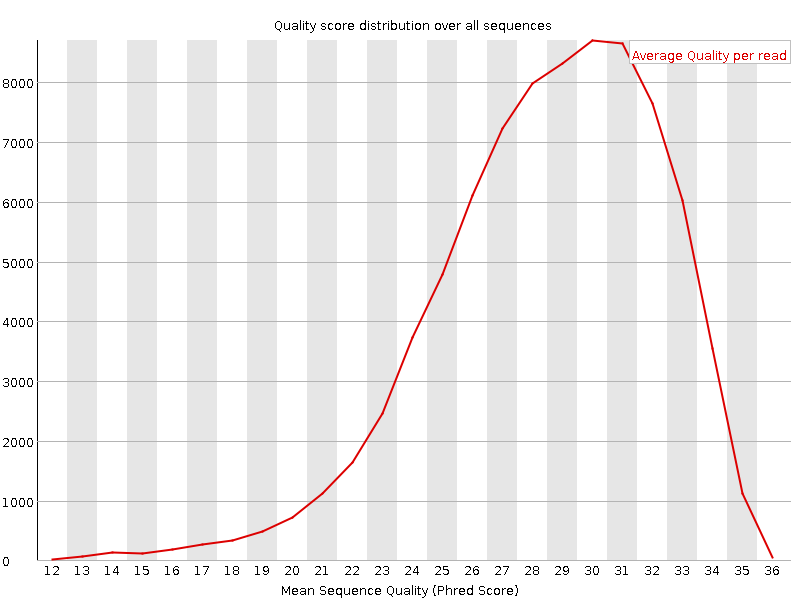 Quality score distribution over all sequences
Average Quality per read
8000
7000
6000
5000
4000
3000
2000
1000
0
12 13 14 15 16 17 18 19 20 21 22 23 24 25 26 27 28 29 30 31 32 33 34 35 36
Mean Sequence Quality (Phred Score)